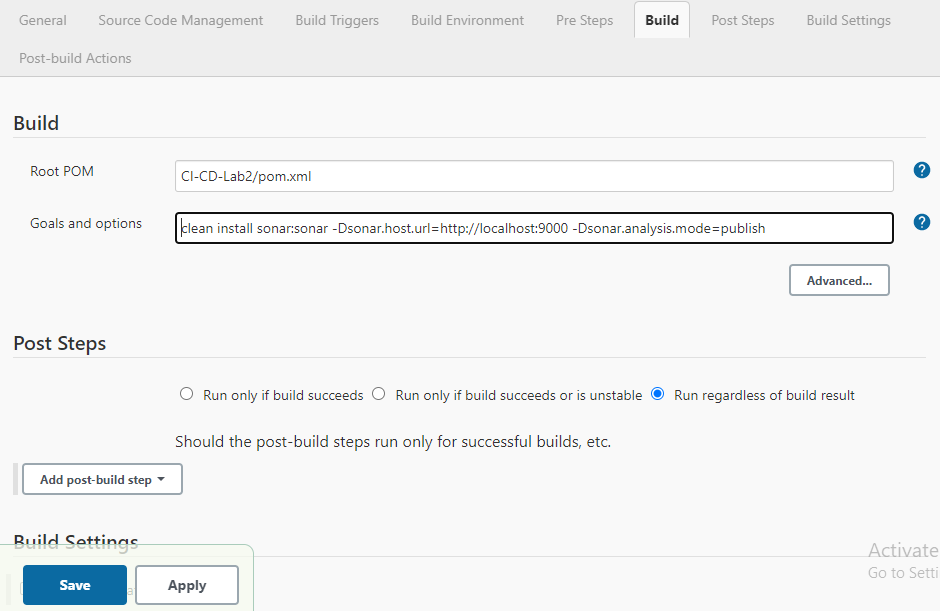 General Source Code Management Build Triggers Build Environment Pre Steps Build Post Steps Build Settings
Post-build Actions
Build
Root POM CI-CD-Lab2/pom.xml ?
Goals and options clean install sonar:sonar -Dsonar.host.url=http://localhost:9000 -Dsonar.analysis.mode=publish ?
Advanced...
Post Steps
Run only if build succeeds Run only if build succeeds or is unstable Run regardless of build result
Should the post-build steps run only for successful builds, etc.
Add post-build step
Build Settings
Activate
Go to Setti
Save Apply